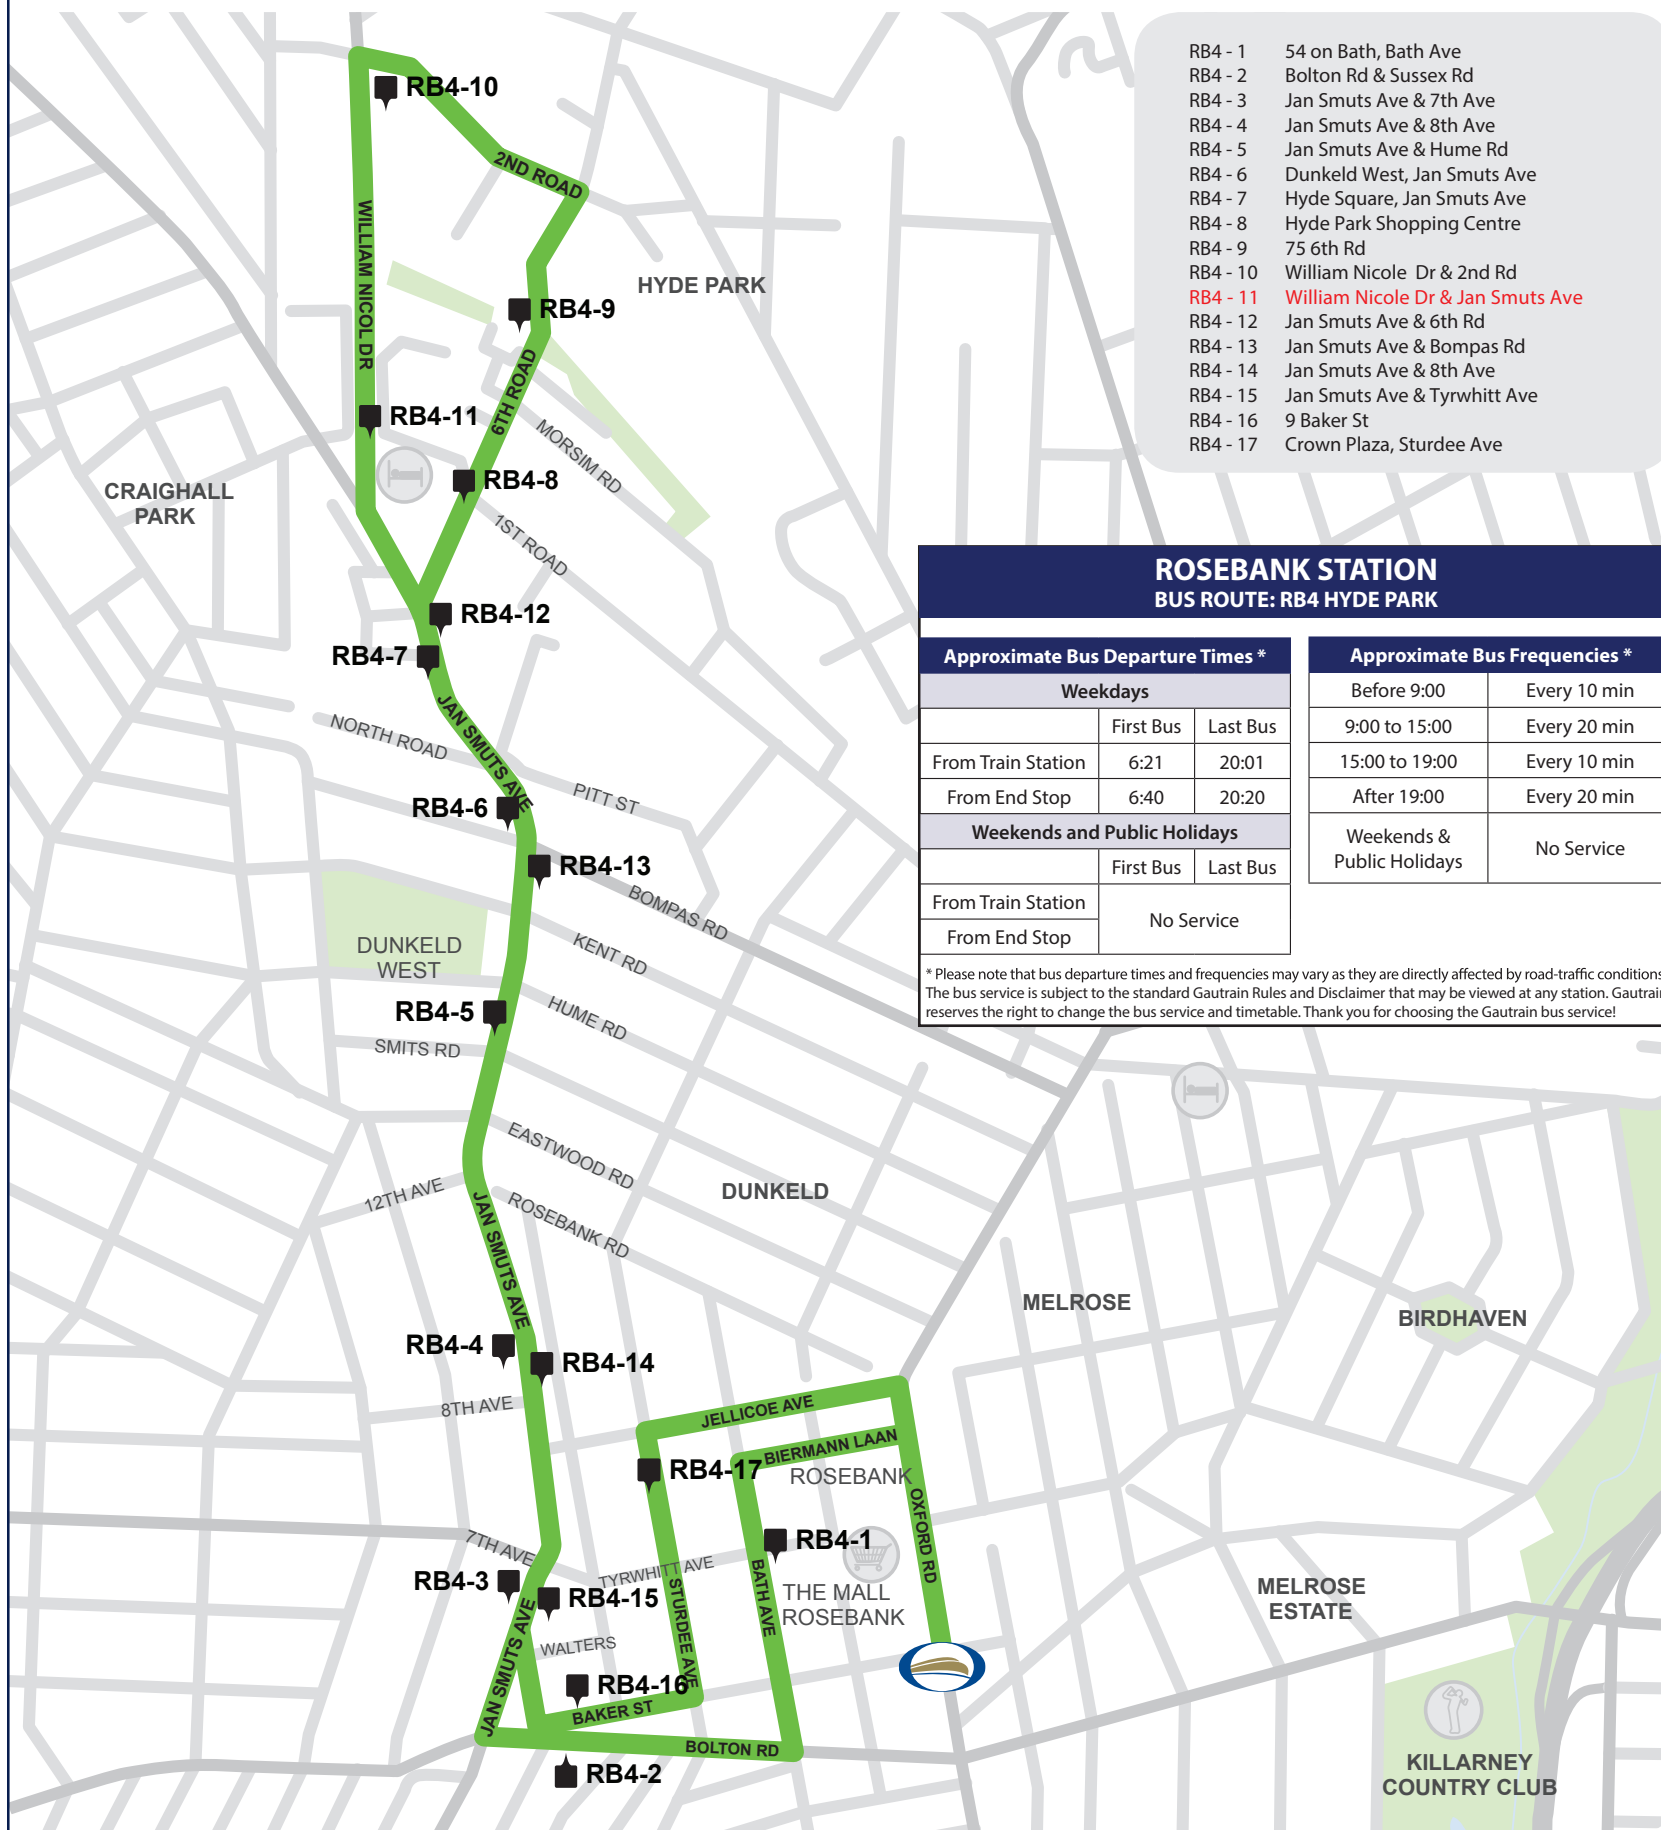 RB4 - 1 54 on Bath, Bath Ave
RB4 - 2 Bolton Rd & Sussex Rd
RB4 - 3 Jan Smuts Ave & 7th Ave
RB4 - 4 Jan Smuts Ave & 8th Ave
RB4 - 5 Jan Smuts Ave & Hume Rd
RB4 - 6 Dunkeld West, Jan Smuts Ave
RB4 - 7 Hyde Square, Jan Smuts Ave
RB4 - 8 Hyde Park Shopping Centre
RB4 - 9 75 6th Rd
RB4 - 10 William Nicole Dr & 2nd Rd
RB4 - 11 William Nicole Dr & Jan Smuts Ave
RB4 - 12 Jan Smuts Ave & 6th Rd
RB4 - 13 Jan Smuts Ave & Bompas Rd
RB4 - 14 Jan Smuts Ave & 8th Ave
RB4 - 15 Jan Smuts Ave & Tyrwhitt Ave
RB4 - 16 9 Baker St
RB4 - 17 Crown Plaza, Sturdee Ave
RB4-10
2ND ROAD
WILLIAM NICOL DR
HYDE PARK
RB4-9
6TH ROAD
RB4-11
MORSIM RD
RB4-8
CRAIGHALL
PARK
1ST ROAD
RB4-12
RB4-7
JAN SMUTS AVE
NORTH ROAD
PITT ST
RB4-6
RB4-13
BOMPAS RD
DUNKELD
WEST
KENT RD
RB4-5
HUME RD
SMITS RD
EASTWOOD RD
12TH AVE
DUNKELD
ROSEBANK RD
JAN SMUTS AVE
MELROSE
BIRDHAVEN
RB4-4
RB4-14
8TH AVE
JELLICOE AVE
BIERMANN LAAN
RB4-17
ROSEBANK
OXFORD RD
7TH AVE
RB4-1
TYRWHITT AVE
BATH AVE
RB4-3
RB4-15
STURDEE AVE
THE MALL
ROSEBANK
MELROSE
ESTATE
WALTERS
JAN SMUTS AVE
RB4-16
BAKER ST
BOLTON RD
RB4-2
KILLARNEY
COUNTRY CLUB
ROSEBANK STATION
BUS ROUTE: RB4 HYDE PARK
Approximate Bus Departure Times *
Weekdays
First Bus Last Bus
From Train Station 6:21 20:01
From End Stop 6:40 20:20
Weekends and Public Holidays
First Bus Last Bus
From Train Station
No Service
From End Stop
Approximate Bus Frequencies *
Before 9:00 Every 10 min
9:00 to 15:00 Every 20 min
15:00 to 19:00 Every 10 min
After 19:00 Every 20 min
Weekends &
Public Holidays No Service
* Please note that bus departure times and frequencies may vary as they are directly affected by road-traffic conditions
The bus service is subject to the standard Gautrain Rules and Disclaimer that may be viewed at any station. Gautrain
reserves the right to change the bus service and timetable. Thank you for choosing the Gautrain bus service!